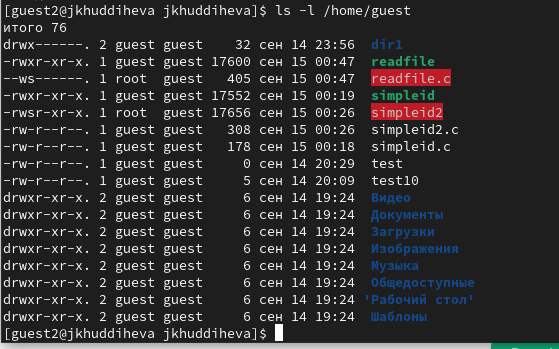 [guest2@jkhuddiheva jkhuddiheva]$ ls -l /home/guest
итого 76
drwx------. 2 guest guest    32 сен 14 23:56  dir1
-rwxr-xr-x. 1 guest guest 17600 сен 15 00:47  readfile
--ws------. 1 root  guest   405 сен 15 00:47  readfile.c
-rwxr-xr-x. 1 guest guest 17552 сен 15 00:19  simpleid
-rwsr-xr-x. 1 root  guest 17656 сен 15 00:26  simpleid2
-rw-r--r--. 1 guest guest   308 сен 15 00:26  simpleid2.c
-rw-r--r--. 1 guest guest   178 сен 15 00:18  simpleid.c
-rw-r--r--. 1 guest guest     0 сен 14 20:29  test
-rw-r--r--. 1 guest guest     5 сен 14 20:09  test10
drwxr-xr-x. 2 guest guest     6 сен 14 19:24  Видео
drwxr-xr-x. 2 guest guest     6 сен 14 19:24  Документы
drwxr-xr-x. 2 guest guest     6 сен 14 19:24  Загрузки
drwxr-xr-x. 2 guest guest     6 сен 14 19:24  Изображения
drwxr-xr-x. 2 guest guest     6 сен 14 19:24  Музыка
drwxr-xr-x. 2 guest guest     6 сен 14 19:24  Общедоступные
drwxr-xr-x. 2 guest guest     6 сен 14 19:24 'Рабочий стол'
drwxr-xr-x. 2 guest guest     6 сен 14 19:24  Шаблоны
[guest2@jkhuddiheva jkhuddiheva]$